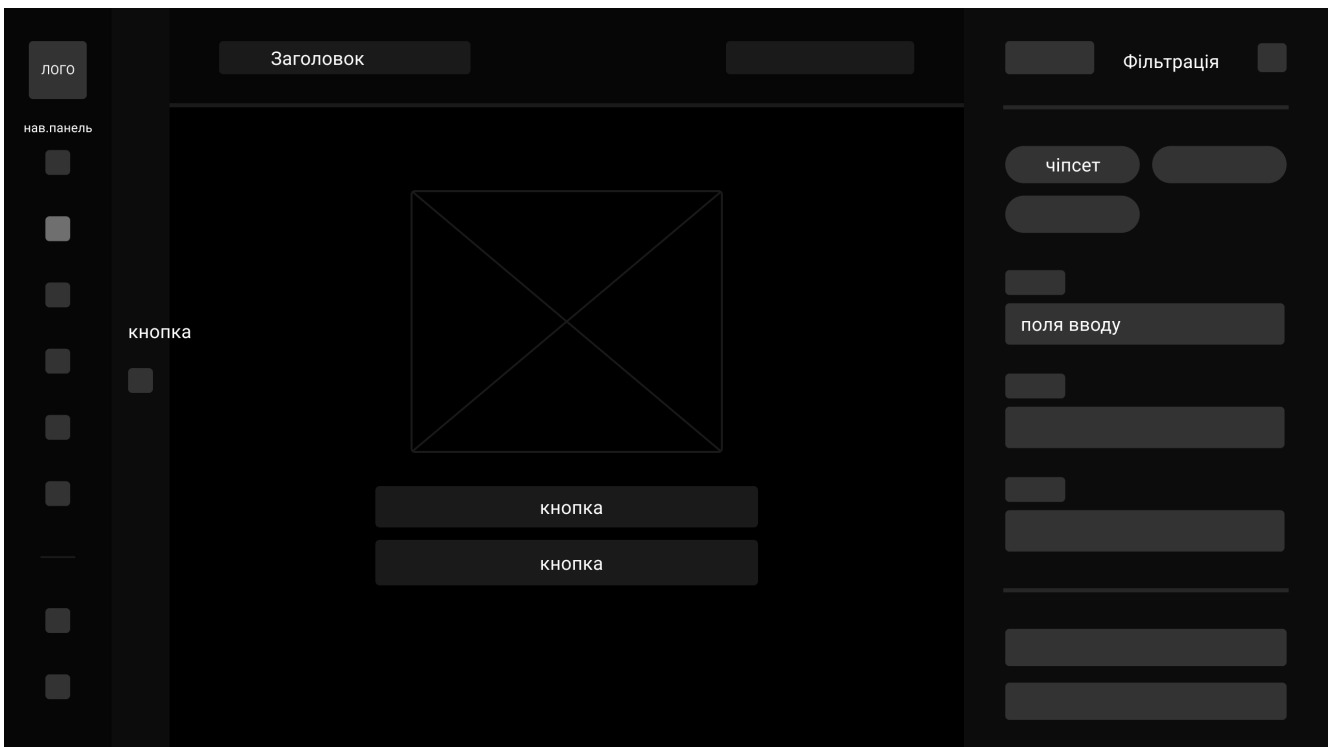 лого
нав.панель
кнопка
Заголовок
кнопка
кнопка
Фільтрація
чіпсет
поля вводу